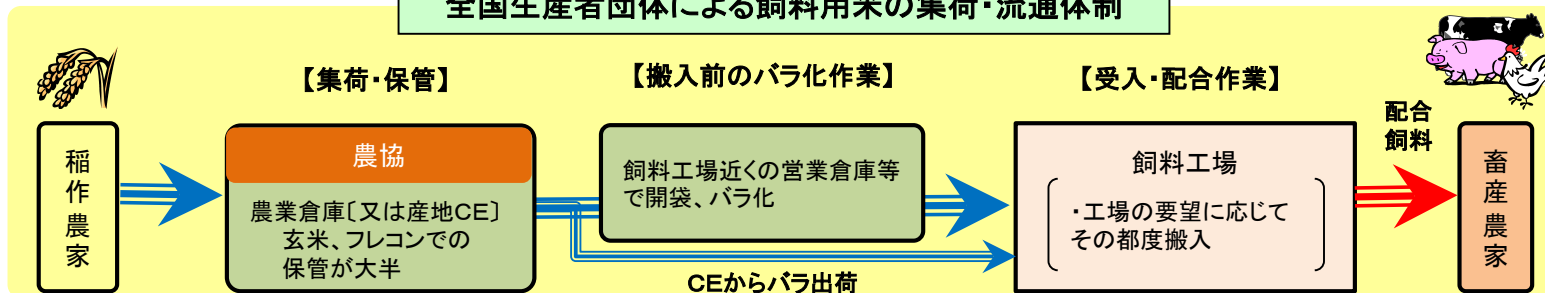 全国生産者団体による飼料用米の集荷・流通体制
【集荷・保管】
【搬入前のバラ化作業】
【受入・配合作業】
稲作農家
農協
農業倉庫〔又は産地CE〕
玄米、フレコンでの
保管が大半
飼料工場近くの営業倉庫等
で開袋、バラ化
CEからバラ出荷
飼料工場
・工場の要望に応じて
その都度搬入
配合
飼料
畜産農家